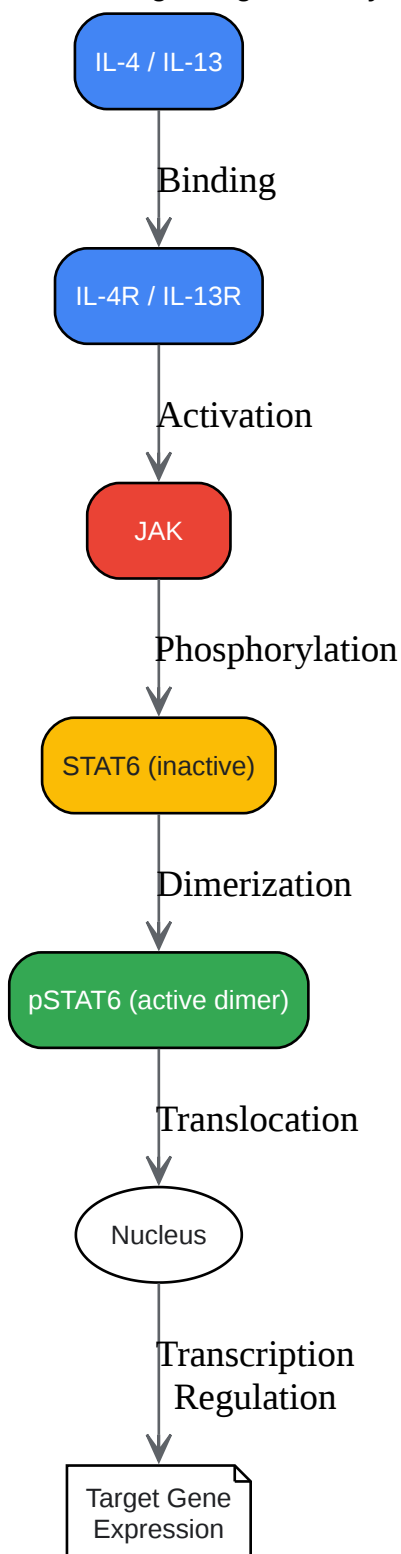 IL-4 / IL-13
Binding
IL-4R / IL-13R
Activation
JAK
Phosphorylation
STAT6 (inactive)
Dimerization
pSTAT6 (active dimer)
Translocation
Nucleus
Transcription
Regulation
Target Gene
Expression